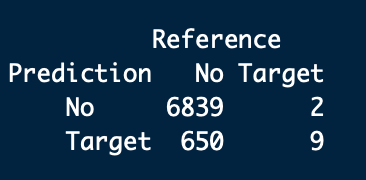 Reference
Prediction No Target
No 6839 2
Target 650 9